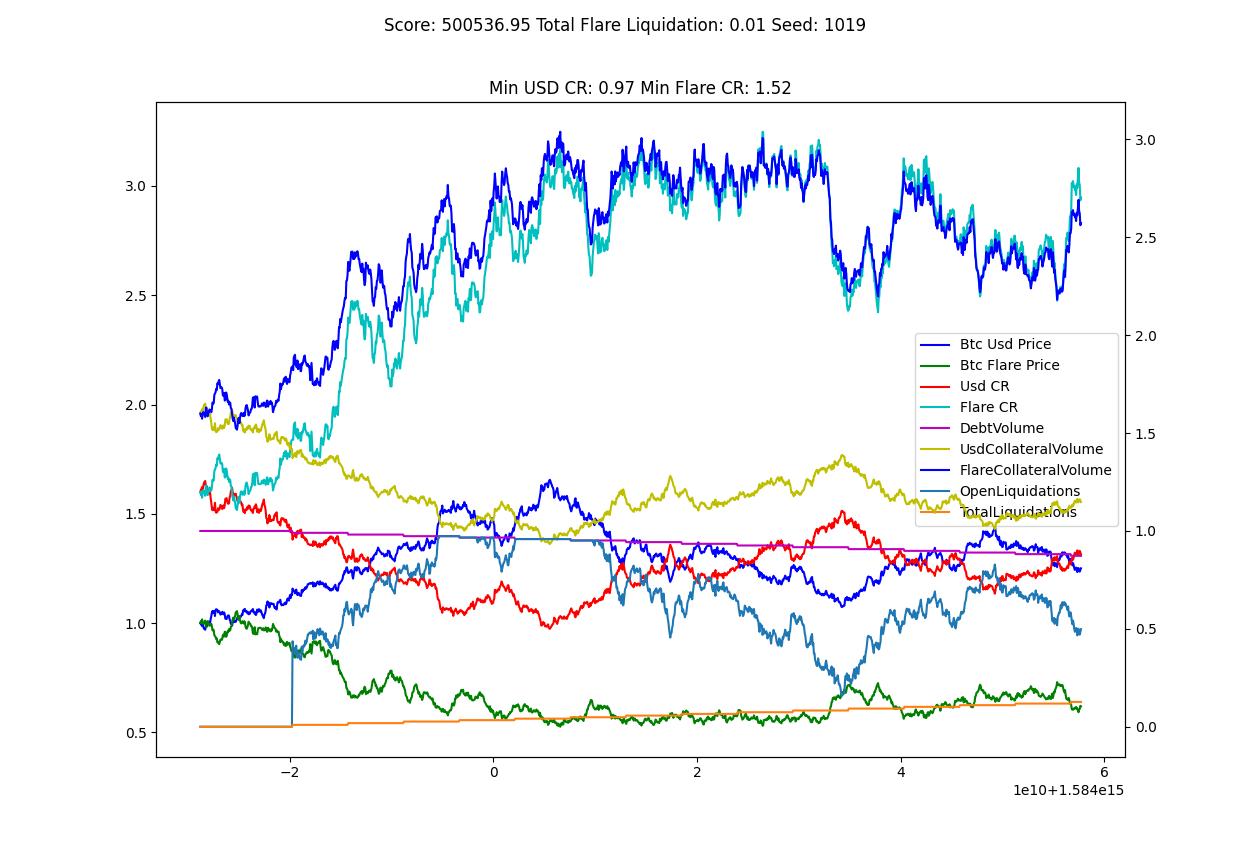 Score: 500536.95 Total Flare Liquidation: 0.01 Seed: 1019
Min USD CR: 0.97 Min Flare CR: 1.52
3.0
2.5
2.0
1.5
1.0
0.5
3.0
2.5
2.0
1.5
1.0
0.5
0.0
Btc Usd Price
Btc Flare Price
Usd CR
Flare CR
DebtVolume
UsdCollateralVolume
FlareCollateralVolume
OpenLiquidations
TotalLiquidations
−2 0 2 4 6
1e10+1.584e15